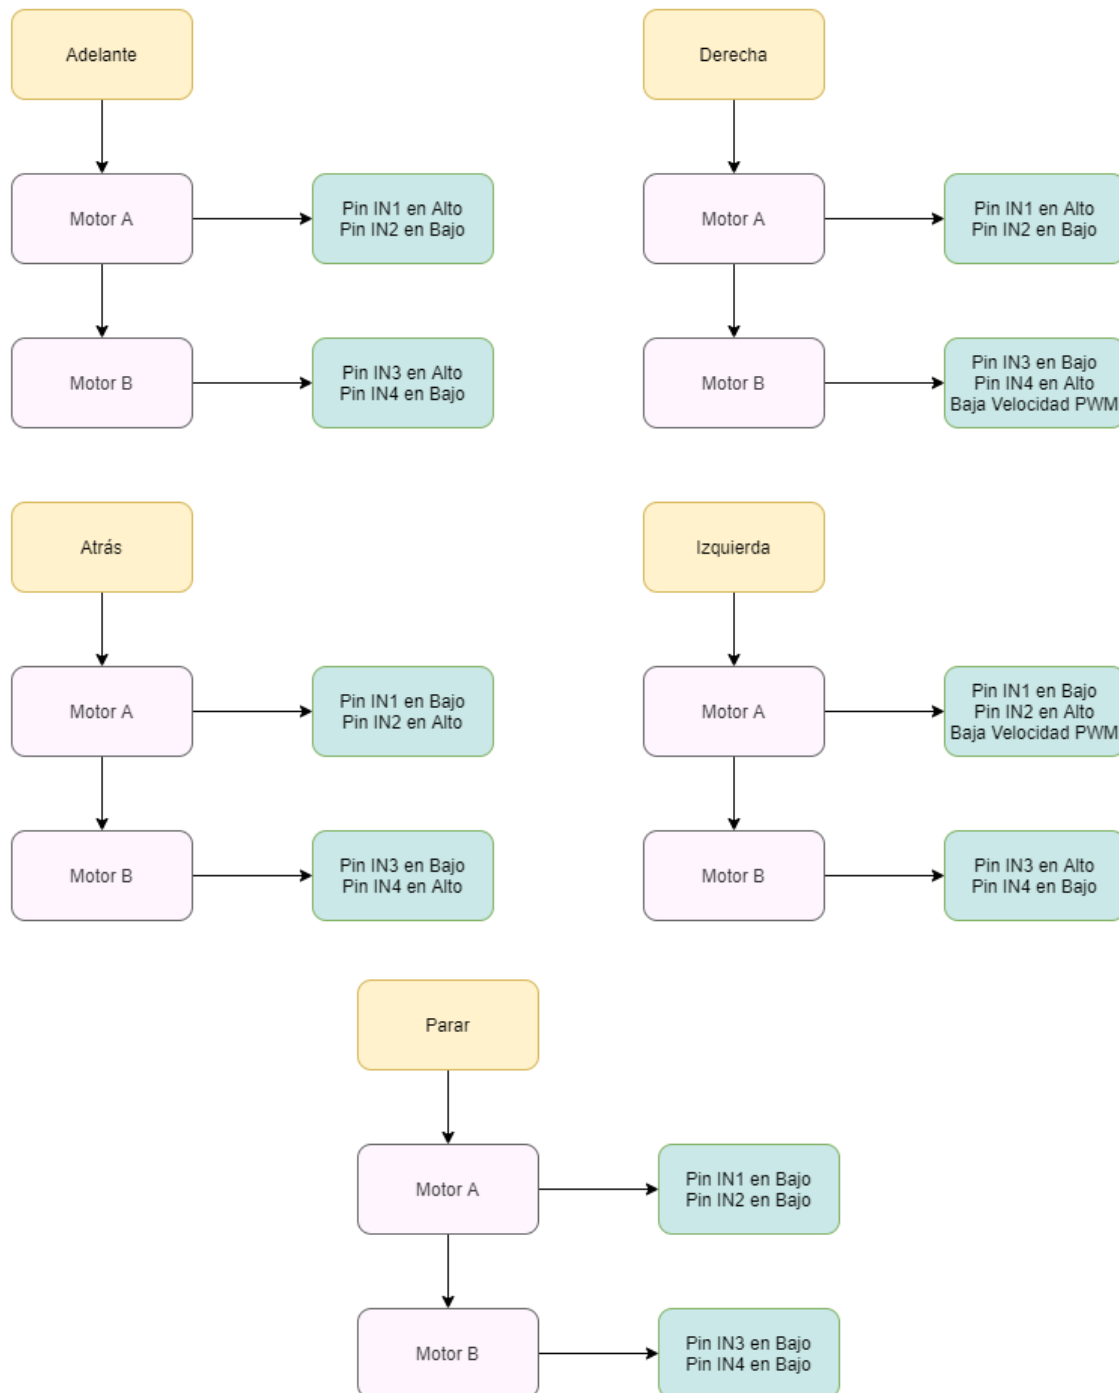 Adelante
Motor A
Pin IN1 en Alto
Pin IN2 en Bajo
Motor B
Pin IN3 en Alto
Pin IN4 en Bajo
Derecha
Motor A
Pin IN1 en Alto
Pin IN2 en Bajo
Motor B
Pin IN3 en Bajo
Pin IN4 en Alto
Baja Velocidad PWM
Atrás
Motor A
Pin IN1 en Bajo
Pin IN2 en Alto
Motor B
Pin IN3 en Bajo
Pin IN4 en Alto
Izquierda
Motor A
Pin IN1 en Bajo
Pin IN2 en Alto
Baja Velocidad PWM
Motor B
Pin IN3 en Alto
Pin IN4 en Bajo
Parar
Motor A
Pin IN1 en Bajo
Pin IN2 en Bajo
Motor B
Pin IN3 en Bajo
Pin IN4 en Bajo